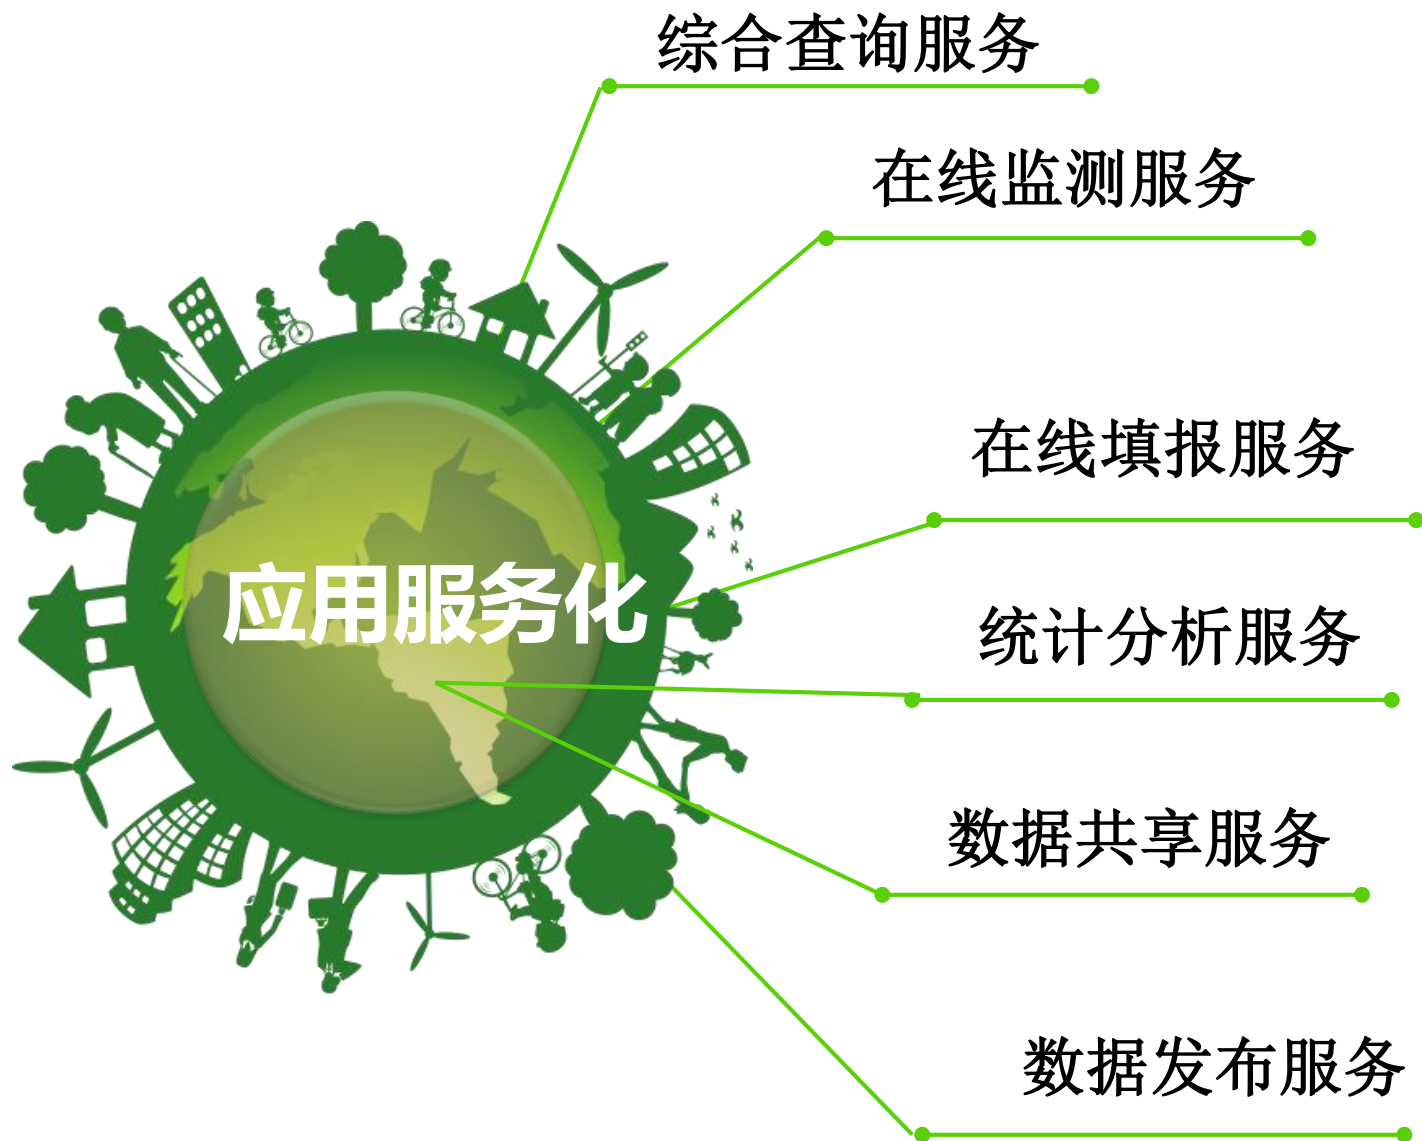 综合查询服务
在线监测服务
在线填报服务
应用服务化
统计分析服务
数据共享服务
数据发布服务